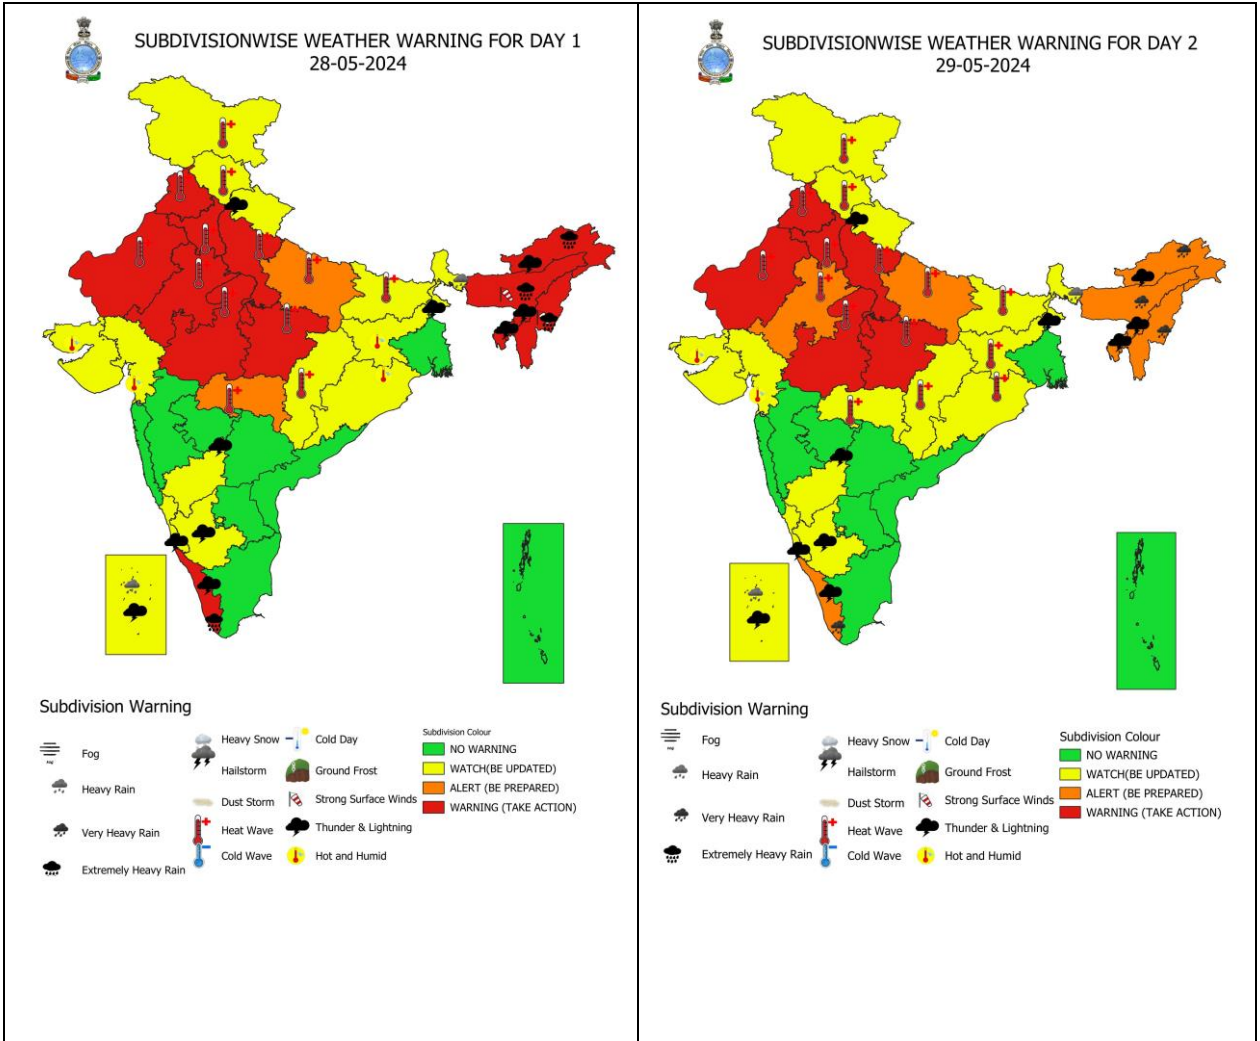 SUBDIVISIONWISE WEATHER WARNING FOR DAY 1
28-05-2024
Subdivision Warning
Fog
Heavy Rain
Very Heavy Rain
Extremely Heavy Rain
Heavy Snow
Hailstorm
Dust Storm
Heat Wave
Cold Wave
Cold Day
Ground Frost
Strong Surface Winds
Thunder & Lightning
Hot and Humid
Subdivision Colour
NO WARNING
WATCH(BE UPDATED)
ALERT (BE PREPARED)
WARNING (TAKE ACTION)
SUBDIVISIONWISE WEATHER WARNING FOR DAY 2
29-05-2024
Subdivision Warning
Fog
Heavy Rain
Very Heavy Rain
Extremely Heavy Rain
Heavy Snow
Hailstorm
Dust Storm
Heat Wave
Cold Wave
Cold Day
Ground Frost
Strong Surface Winds
Thunder & Lightning
Hot and Humid
Subdivision Colour
NO WARNING
WATCH(BE UPDATED)
ALERT (BE PREPARED)
WARNING (TAKE ACTION)